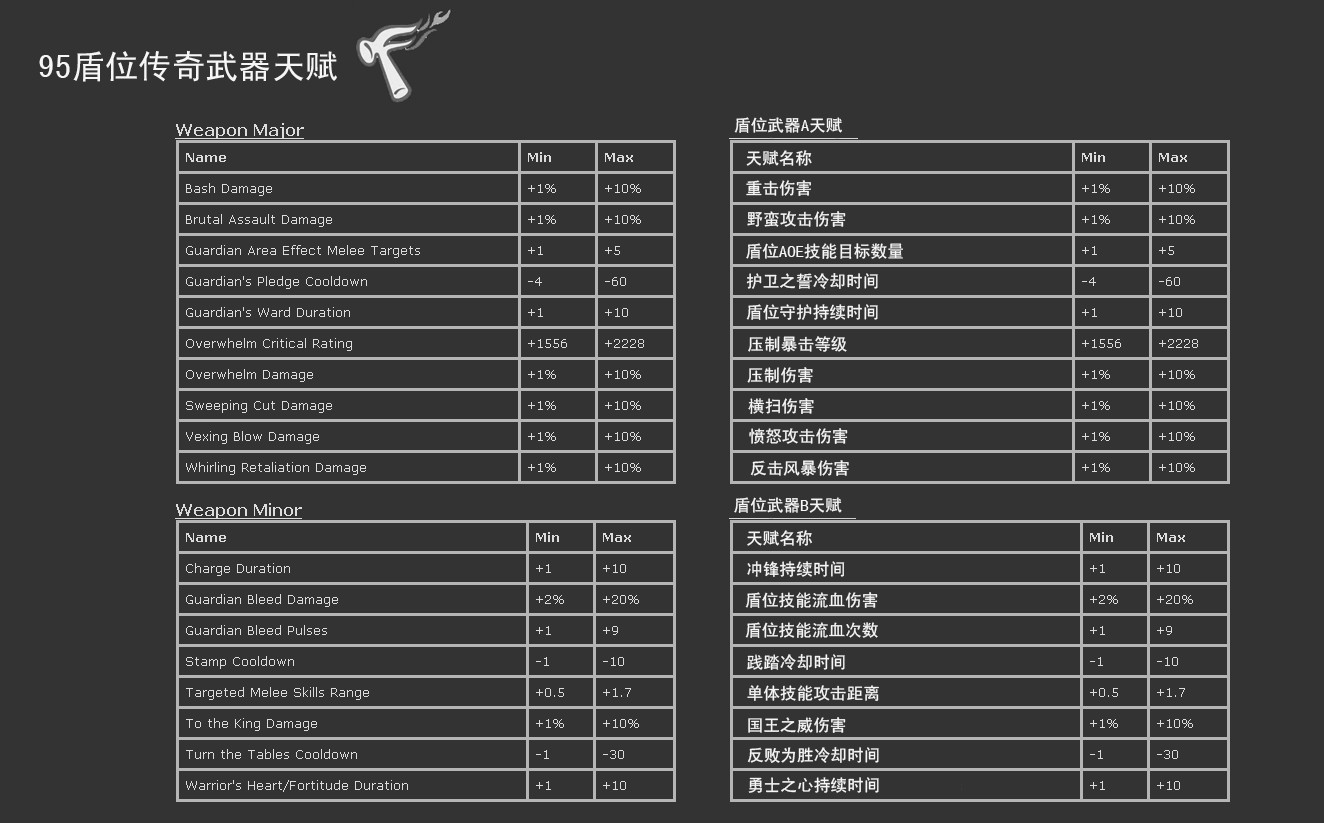 95盾位传奇武器天赋
Weapon Major
Name Min Max
Bash Damage +1% +10%
Brutal Assault Damage +1% +10%
Guardian Area Effect Melee Targets +1 +5
Guardian's Pledge Cooldown -4 -60
Guardian's Ward Duration +1 +10
Overwhelm Critical Rating +1556 +2228
Overwhelm Damage +1% +10%
Sweeping Cut Damage +1% +10%
Vexing Blow Damage +1% +10%
Whirling Retaliation Damage +1% +10%
盾位武器A天赋
天赋名称 Min Max
重击伤害 +1% +10%
野蛮攻击伤害 +1% +10%
盾位AOE技能目标数量 +1 +5
护卫之誓冷却时间 -4 -60
盾位守护持续时间 +1 +10
压制暴击等级 +1556 +2228
压制伤害 +1% +10%
横扫伤害 +1% +10%
愤怒攻击伤害 +1% +10%
反击风暴伤害 +1% +10%
Weapon Minor
Name Min Max
Charge Duration +1 +10
Guardian Bleed Damage +2% +20%
Guardian Bleed Pulses +1 +9
Stamp Cooldown -1 -10
Targeted Melee Skills Range +0.5 +1.7
To the King Damage +1% +10%
Turn the Tables Cooldown -1 -30
Warrior's Heart/Fortitude Duration +1 +10
盾位武器B天赋
天赋名称 Min Max
冲锋持续时间 +1 +10
盾位技能流血伤害 +2% +20%
盾位技能流血次数 +1 +9
践踏冷却时间 -1 -10
单体技能攻击距离 +0.5 +1.7
国王之威伤害 +1% +10%
反败为胜冷却时间 -1 -30
勇士之心持续时间 +1 +10